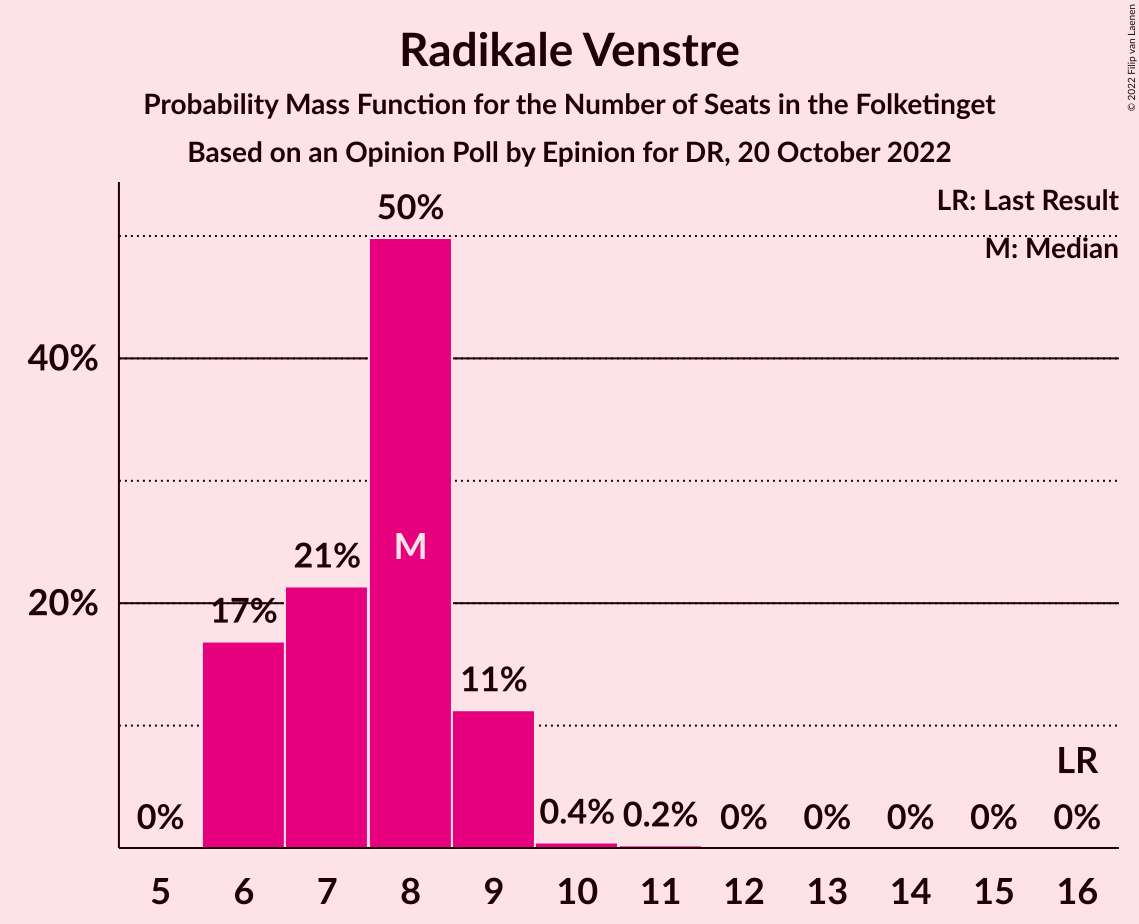 Radikale Venstre
Probability Mass Function for the Number of Seats in the Folketinget
Based on an Opinion Poll by Epinion for DR, 20 October 2022
© 2022 Filip van Laenen
LR: Last Result
M: Median
40%
20%
0%
17%
21%
50%
M
11%
0.4%
0.2%
0%
0%
0%
0%
LR
0%
5 6 7 8 9 10 11 12 13 14 15 16